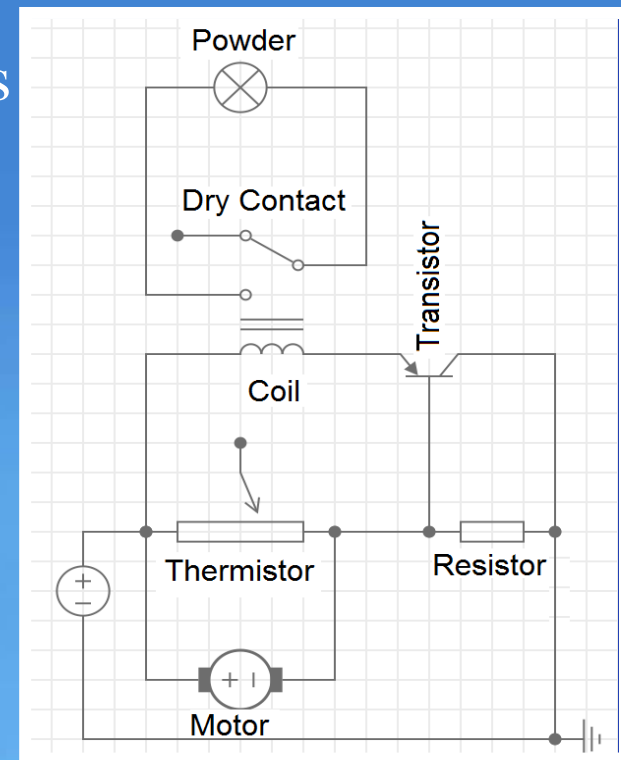 s
Powder
Dry Contact
Transistor
Coil
Thermistor
Resistor
Motor